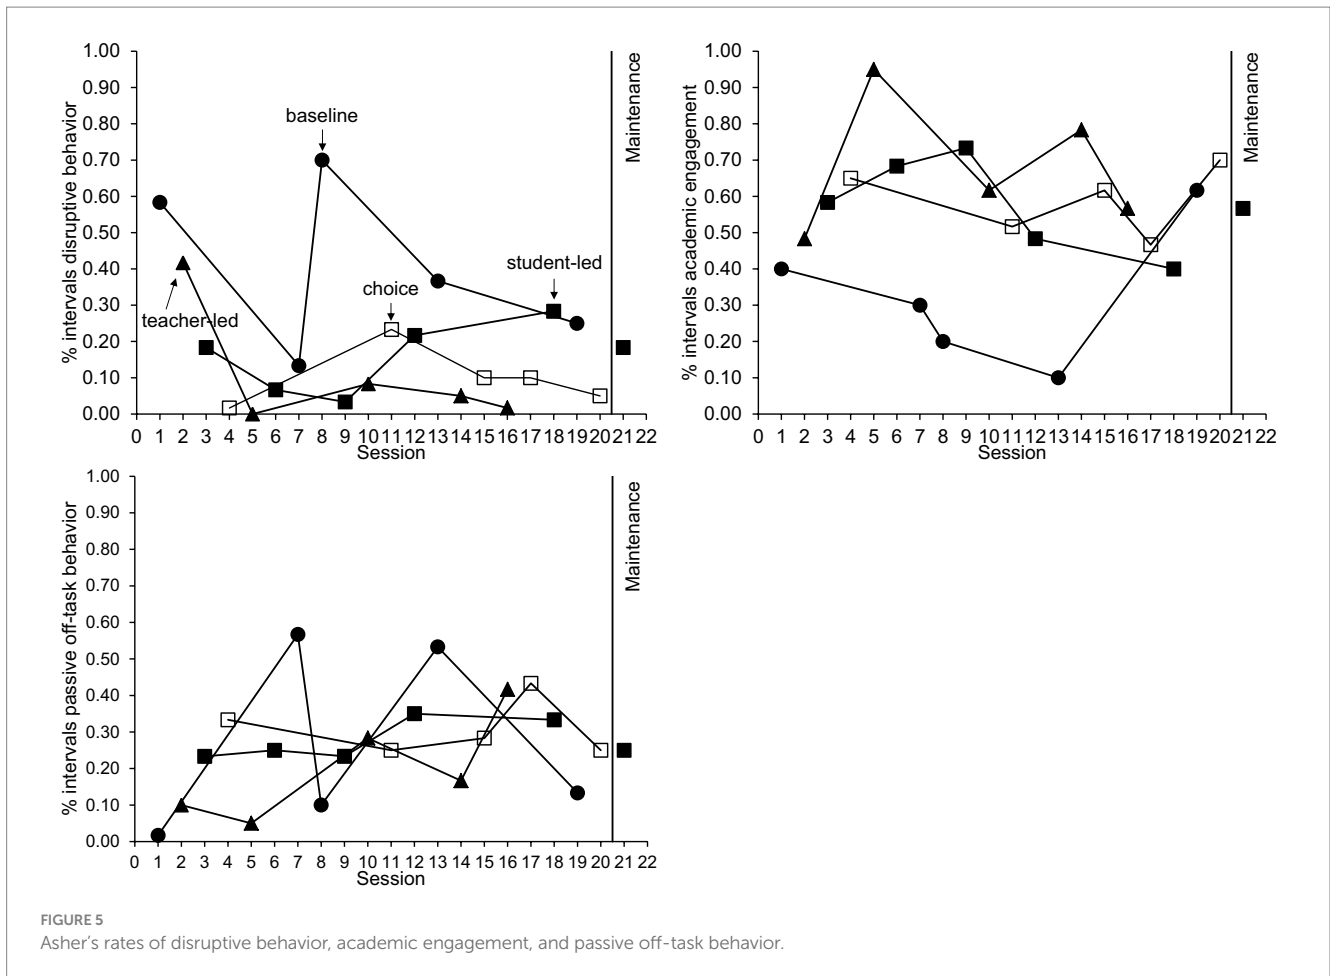 1.00
0.90
0.80
0.70
0.60
0.50
0.40
0.30
0.20
0.10
0.00
% intervals disruptive behavior
baseline
teacher-led
choice
student-led
Maintenance
0 1 2 3 4 5 6 7 8 9 10 11 12 13 14 15 16 17 18 19 20 21 22
Session
1.00
0.90
0.80
0.70
0.60
0.50
0.40
0.30
0.20
0.10
0.00
% intervals academic engagement
Maintenance
0 1 2 3 4 5 6 7 8 9 10 11 12 13 14 15 16 17 18 19 20 21 22
Session
1.00
0.90
0.80
0.70
0.60
0.50
0.40
0.30
0.20
0.10
0.00
% intervals passive off-task behavior
Maintenance
0 1 2 3 4 5 6 7 8 9 10 11 12 13 14 15 16 17 18 19 20 21 22
Session
FIGURE 5
Asher's rates of disruptive behavior, academic engagement, and passive off-task behavior.